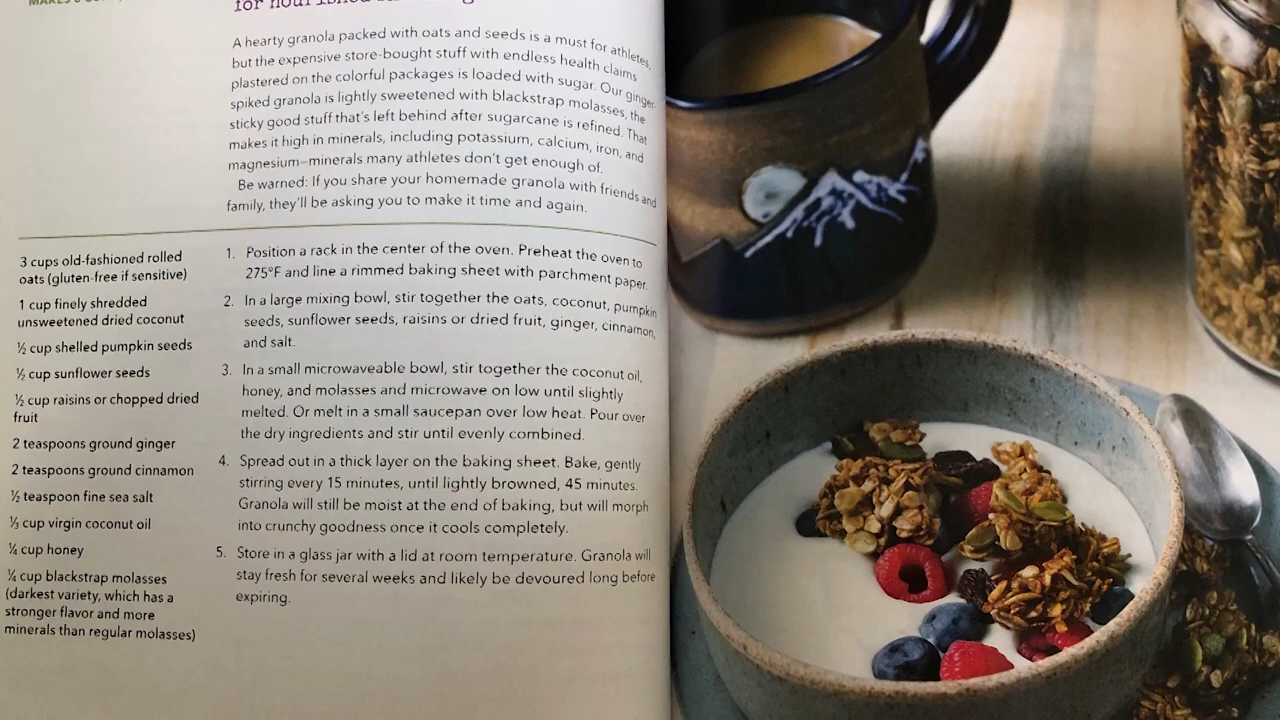 for nourished
A hearty granola packed with oats and seeds is a must for athletes,
but the expensive store-bought stuff with endless health claims
plastered on the colorful packages is loaded with sugar. Our ginger-
spiked granola is lightly sweetened with blackstrap molasses, the
sticky good stuff that's left behind after sugarcane is refined. That
makes it high in minerals, including potassium, calcium, iron, and
magnesium—minerals many athletes don't get enough of.
Be warned: If you share your homemade granola with friends and
family, they'll be asking you to make it time and again.
3 cups old-fashioned rolled
oats (gluten-free if sensitive)
1 cup finely shredded
unsweetened dried coconut
½ cup shelled pumpkin seeds
½ cup sunflower seeds
½ cup raisins or chopped dried
fruit
2 teaspoons ground ginger
2 teaspoons ground cinnamon
½ teaspoon fine sea salt
⅓ cup virgin coconut oil
¼ cup honey
¼ cup blackstrap molasses
(darkest variety, which has a
stronger flavor and more
minerals than regular molasses)
1. Position a rack in the center of the oven. Preheat the oven to
275°F and line a rimmed baking sheet with parchment paper.
2. In a large mixing bowl, stir together the oats, coconut, pumpkin
seeds, sunflower seeds, raisins or dried fruit, ginger, cinnamon,
and salt.
3. In a small microwaveable bowl, stir together the coconut oil,
honey, and molasses and microwave on low until slightly
melted. Or melt in a small saucepan over low heat. Pour over
the dry ingredients and stir until evenly combined.
4. Spread out in a thick layer on the baking sheet. Bake, gently
stirring every 15 minutes, until lightly browned, 45 minutes.
Granola will still be moist at the end of baking, but will morph
into crunchy goodness once it cools completely.
5. Store in a glass jar with a lid at room temperature. Granola will
stay fresh for several weeks and likely be devoured long before
expiring.